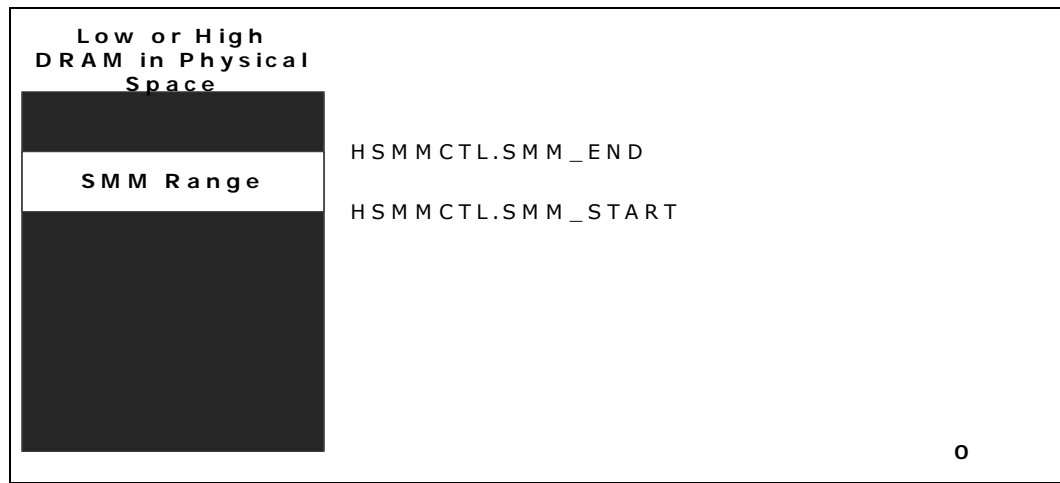 Low or High
DRAM in Physical
Space
HSMMCTL.SMM_END
SMM Range
HSMMCTL.SMM_START
0